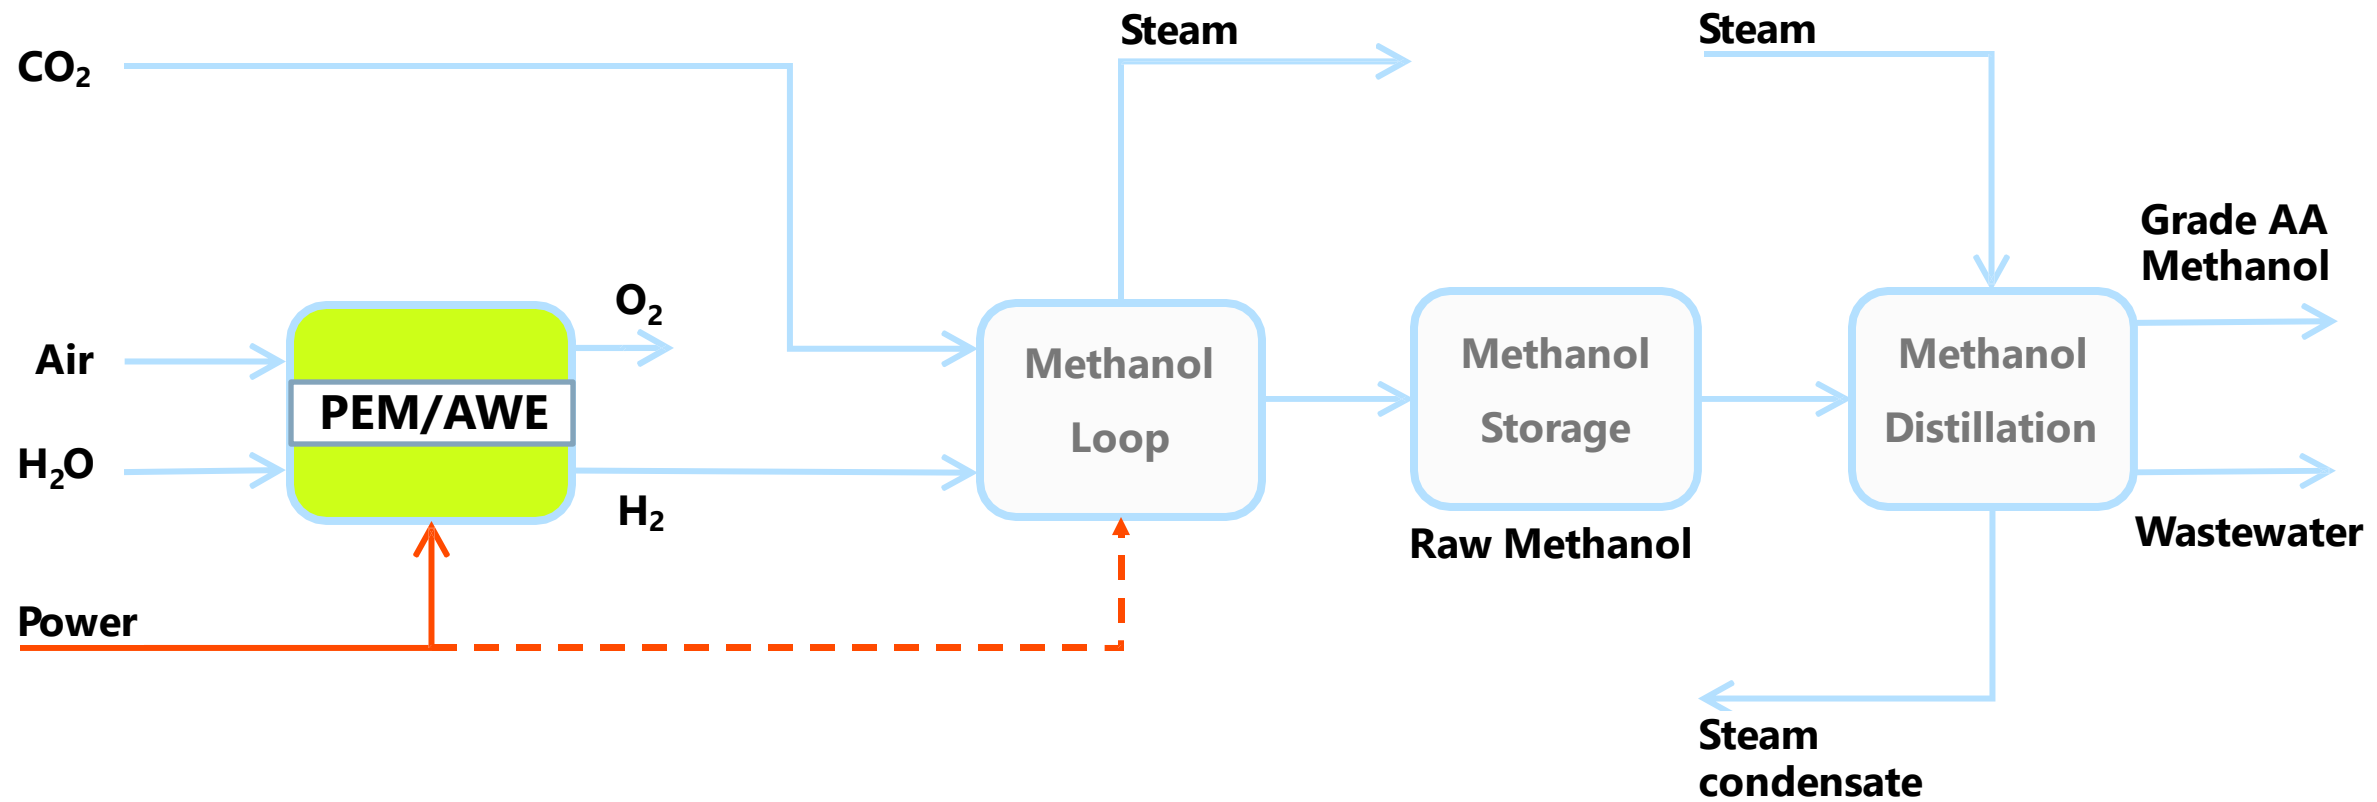 CO₂
Steam
Steam
Grade AA
Methanol
O₂
Air
PEM/AWE
H₂O
H₂
Methanol
Loop
Methanol
Storage
Raw Methanol
Methanol
Distillation
Wastewater
Power
Steam
condensate